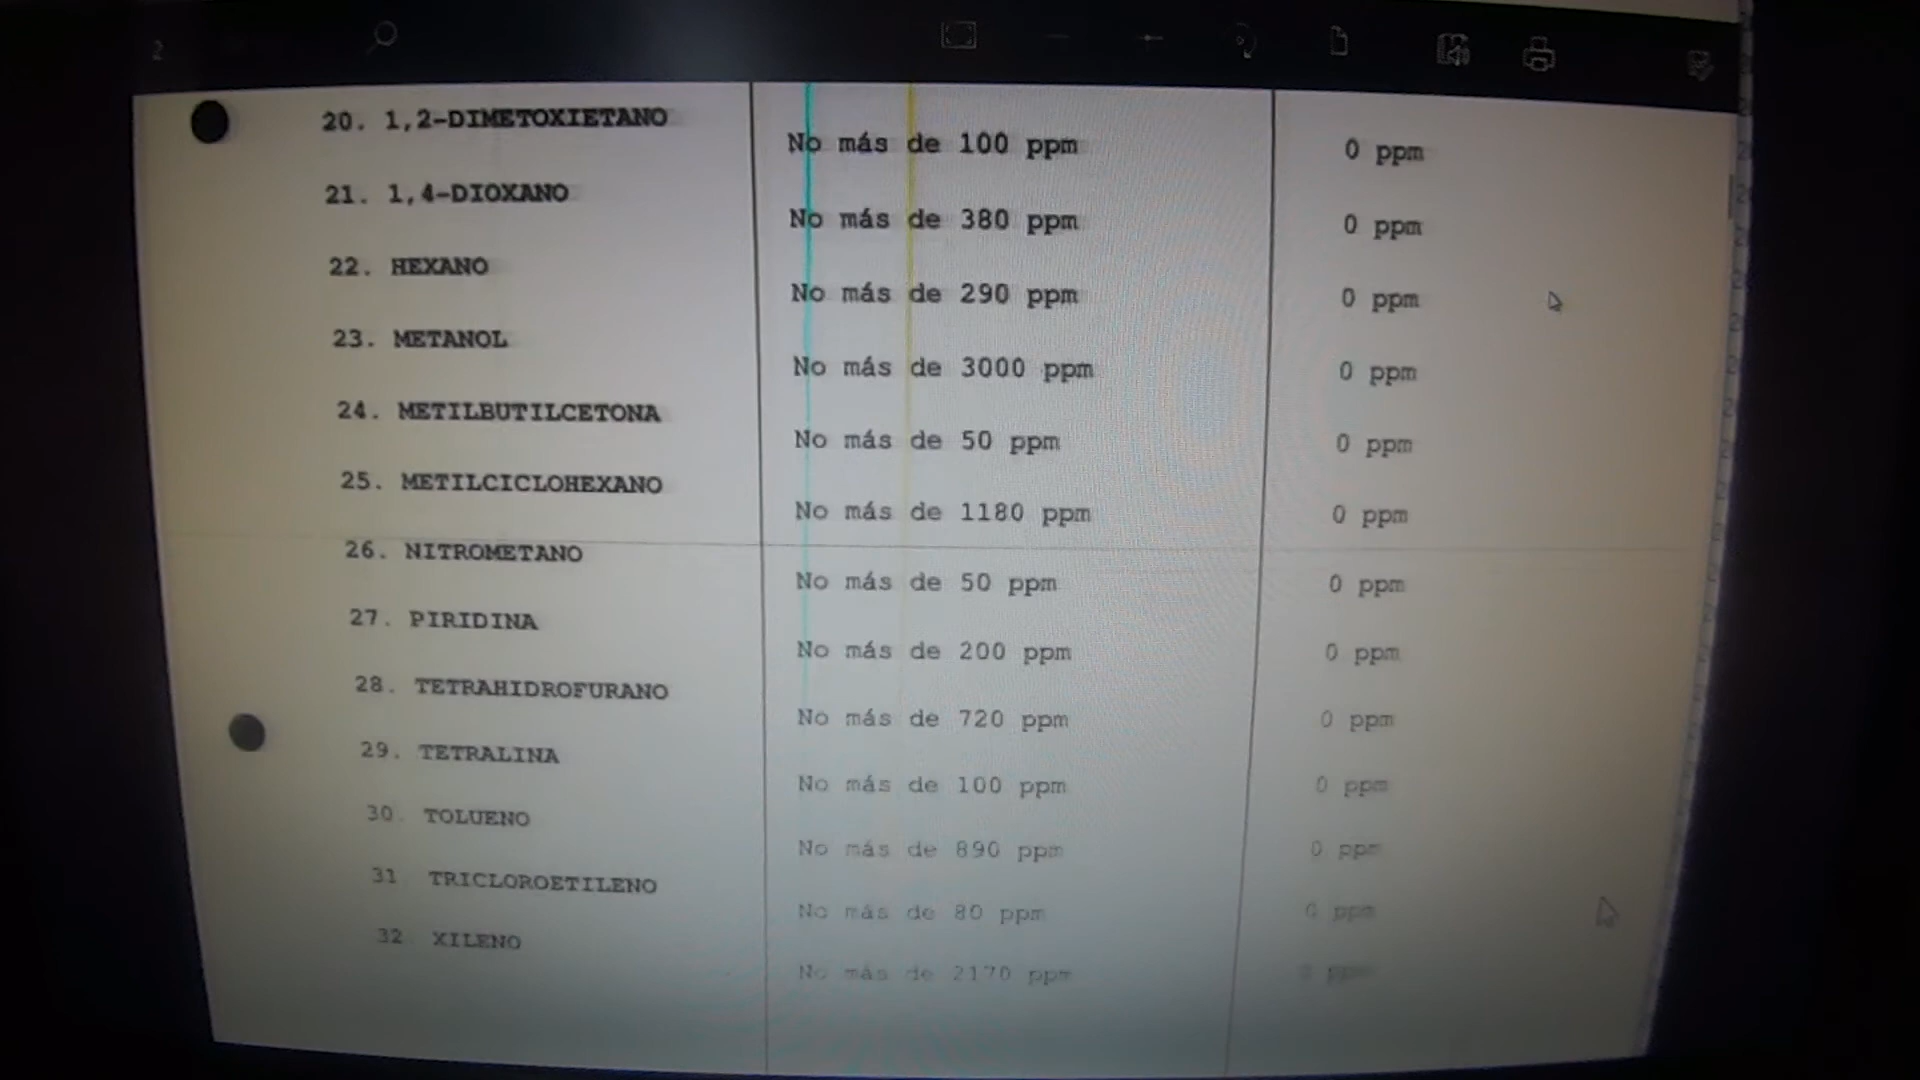 2
20. 1,2-DIMETOXIETANO
No más de 100 ppm
0 ppm
21. 1,4-DIOXANO
No más de 380 ppm
0 ppm
22. HEXANO
No más de 290 ppm
0 ppm
23. METANOL
No más de 3000 ppm
0 ppm
24. METILBUTILCETONA
No más de 50 ppm
0 ppm
25. METILCICLOHEXANO
No más de 1180 ppm
0 ppm
26. NITROMETANO
No más de 50 ppm
0 ppm
27. PIRIDINA
No más de 200 ppm
0 ppm
28. TETRAHIDROFURANO
No más de 720 ppm
0 ppm
29. TETRALINA
No más de 100 ppm
0 ppm
30. TOLUENO
No más de 890 ppm
0 ppm
31 TRICLOROETILENO
No más de 80 ppm
0 ppm
32 XILENO
No más de 2170 ppm
0 ppm